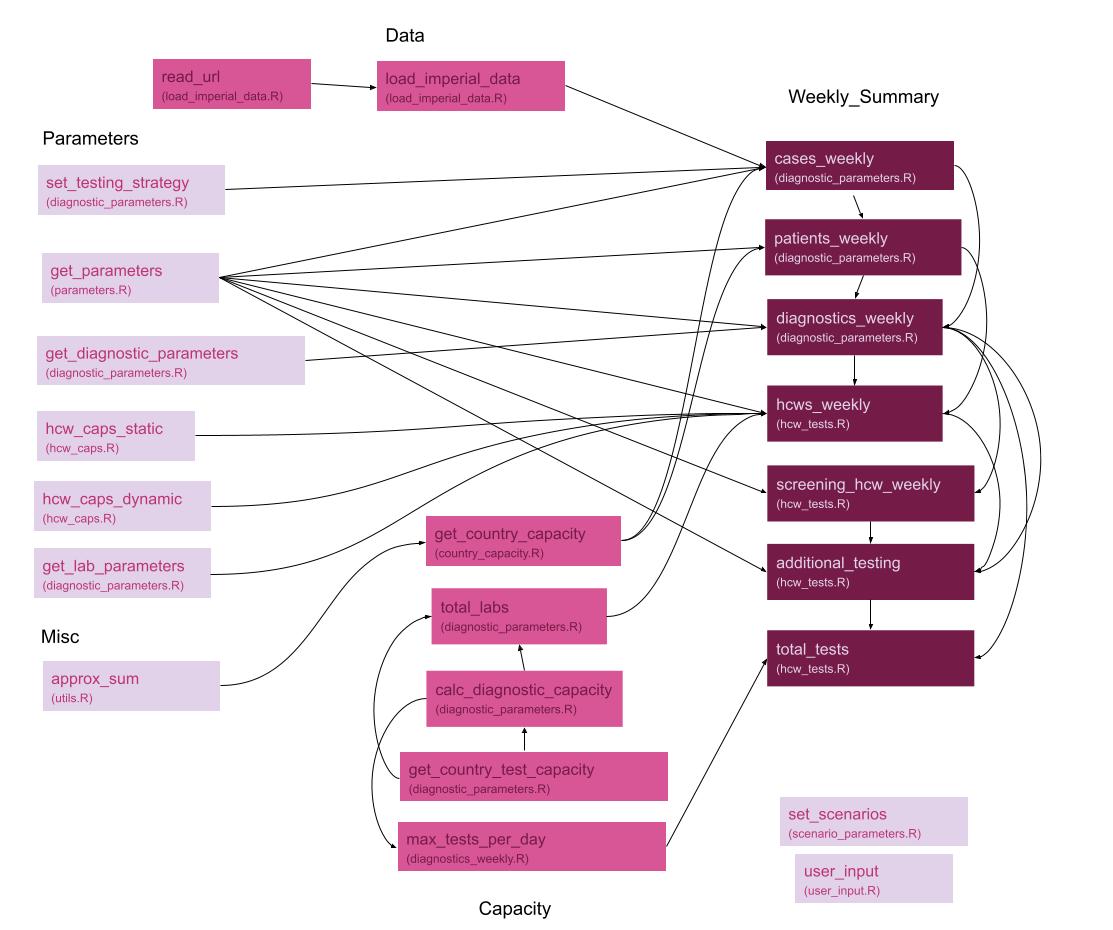 Data
read_url
(load_imperial_data.R)
load_imperial_data
(load_imperial_data.R)
Parameters
set_testing_strategy
(diagnostic_parameters.R)
get_parameters
(parameters.R)
get_diagnostic_parameters
(diagnostic_parameters.R)
hcw_caps_static
(hcw_caps.R)
hcw_caps_dynamic
(hcw_caps.R)
get_lab_parameters
(diagnostic_parameters.R)
Misc
approx_sum
(utils.R)
get_country_capacity
(country_capacity.R)
total_labs
(diagnostic_parameters.R)
calc_diagnostic_capacity
(diagnostic_parameters.R)
get_country_test_capacity
(diagnostic_parameters.R)
max_tests_per_day
(diagnostics_weekly.R)
Capacity
Weekly_Summary
cases_weekly
(diagnostic_parameters.R)
patients_weekly
(diagnostic_parameters.R)
diagnostics_weekly
(diagnostic_parameters.R)
hcws_weekly
(hcw_tests.R)
screening_hcw_weekly
(hcw_tests.R)
additional_testing
(hcw_tests.R)
total_tests
(hcw_tests.R)
set_scenarios
(scenario_parameters.R)
user_input
(user_input.R)